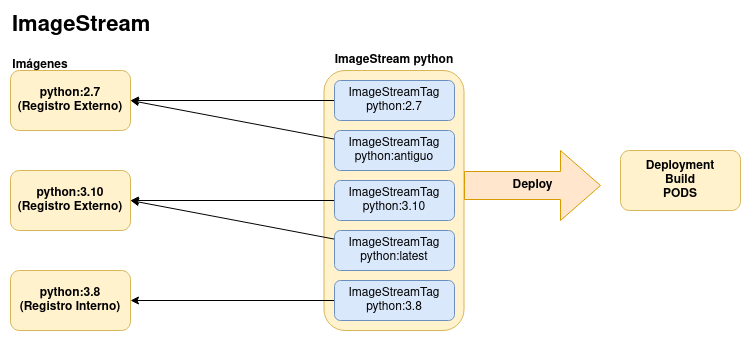 ImageStream
Imágenes
python:2.7
(Registro Externo)
python:3.10
(Registro Externo)
python:3.8
(Registro Interno)
ImageStream python
ImageStreamTag
python:2.7
ImageStreamTag
python:antiguo
ImageStreamTag
python:3.10
ImageStreamTag
python:latest
ImageStreamTag
python:3.8
Deploy
Deployment
Build
PODS